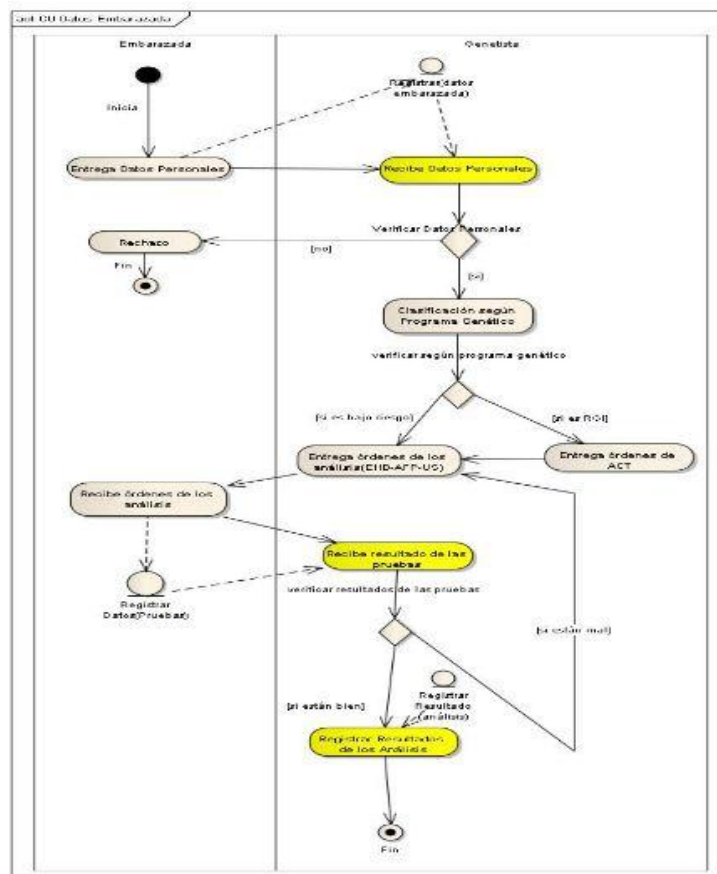 act CU Datos Embarazada
Embarazada
Genetista
Registrar(datos
embarazada)
Inicia
Entrega Datos Personales
Recibe Datos Personales
Verificar Datos Personales
Rechazo
[no]
Fin
[si]
Clasificación según
Programa Genético
verificar según programa genético
[si es bajo riesgo]
[si es RGI]
Entrega órdenes de los
análisis(EHB-AFP-US)
Entrega órdenes de
ACT
Recibe órdenes de los
análisis
Recibe resultado de las
pruebas
verificar resultados de las pruebas
Registrar
Datos(Pruebas)
[si están mal]
[si están bien]
Registrar
Resultado
(análisis)
Registrar Resultados
de los Análisis
Fin